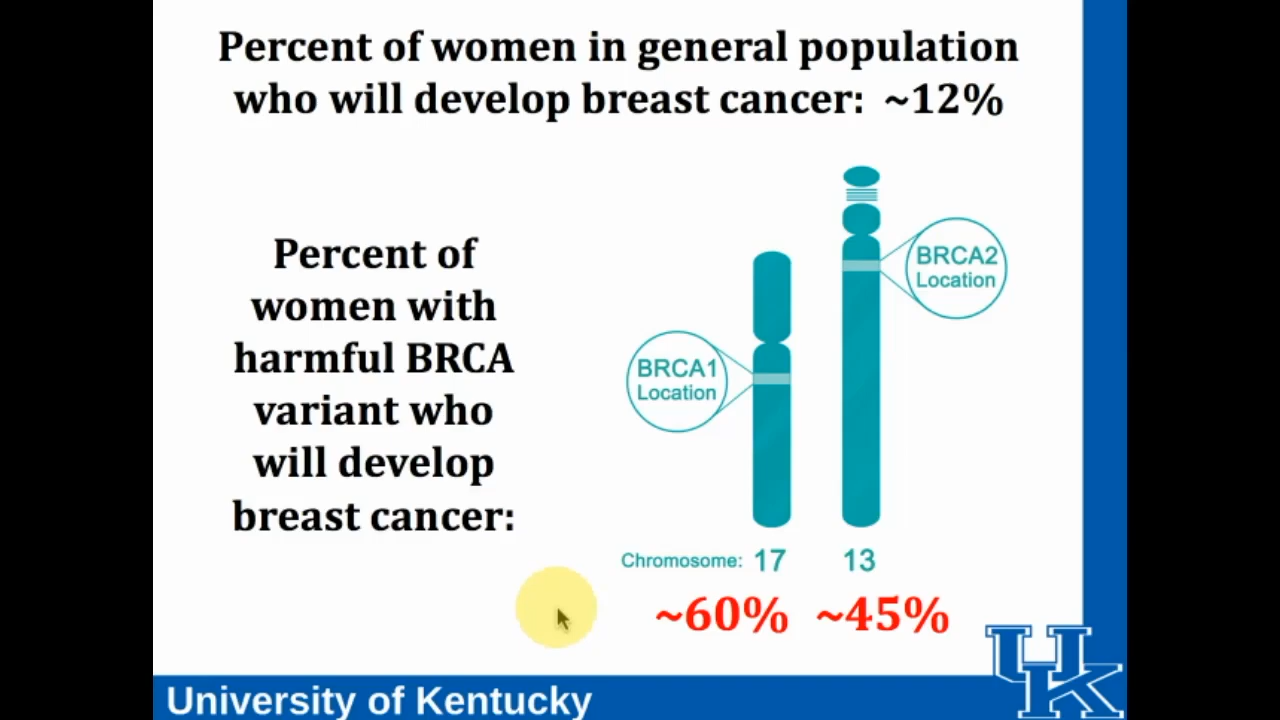 Percent of women in general population
who will develop breast cancer: ~12%
Percent of
women with
harmful BRCA
variant who
will develop
breast cancer:
BRCA2
Location
BRCA1
Location
Chromosome: 17 13
~60% ~45%
UK
University of Kentucky